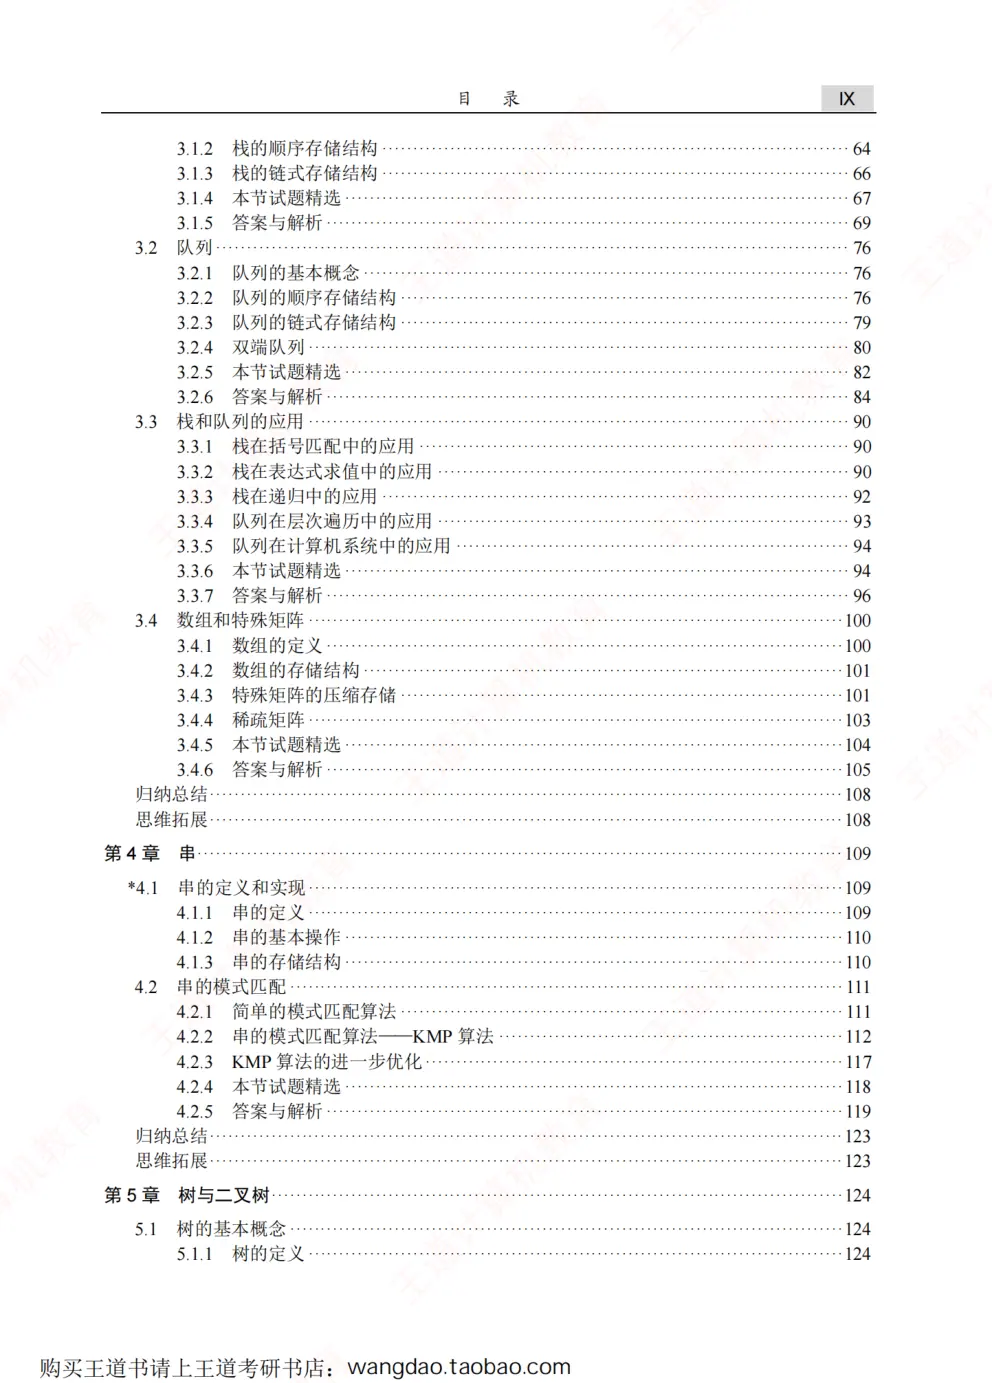 目 录 IX
3.1.2 栈的顺序存储结构 64
3.1.3 栈的链式存储结构 66
3.1.4 本节试题精选 67
3.1.5 答案与解析 69
3.2 队列 76
3.2.1 队列的基本概念 76
3.2.2 队列的顺序存储结构 76
3.2.3 队列的链式存储结构 79
3.2.4 双端队列 80
3.2.5 本节试题精选 82
3.2.6 答案与解析 84
3.3 栈和队列的应用 90
3.3.1 栈在括号匹配中的应用 90
3.3.2 栈在表达式求值中的应用 90
3.3.3 栈在递归中的应用 92
3.3.4 队列在层次遍历中的应用 93
3.3.5 队列在计算机系统中的应用 94
3.3.6 本节试题精选 94
3.3.7 答案与解析 96
3.4 数组和特殊矩阵 100
3.4.1 数组的定义 100
3.4.2 数组的存储结构 101
3.4.3 特殊矩阵的压缩存储 101
3.4.4 稀疏矩阵 103
3.4.5 本节试题精选 104
3.4.6 答案与解析 105
归纳总结 108
思维拓展 108
第 4 章 串 109
*4.1 串的定义和实现 109
4.1.1 串的定义 109
4.1.2 串的基本操作 110
4.1.3 串的存储结构 110
4.2 串的模式匹配 111
4.2.1 简单的模式匹配算法 111
4.2.2 串的模式匹配算法——KMP 算法 112
4.2.3 KMP 算法的进一步优化 117
4.2.4 本节试题精选 118
4.2.5 答案与解析 119
归纳总结 123
思维拓展 123
第 5 章 树与二叉树 124
5.1 树的基本概念 124
5.1.1 树的定义 124
购买王道书请上王道考研书店：wangdao.taobao.com